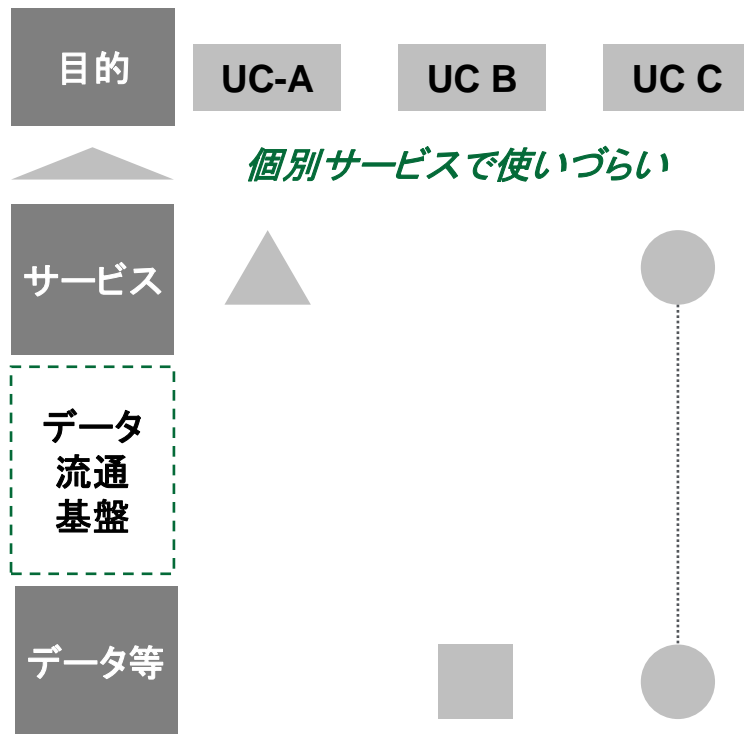 目的
UC-A
UC B
UC C
個別サービスで使いづらい
サービス
データ
流通
基盤
データ等